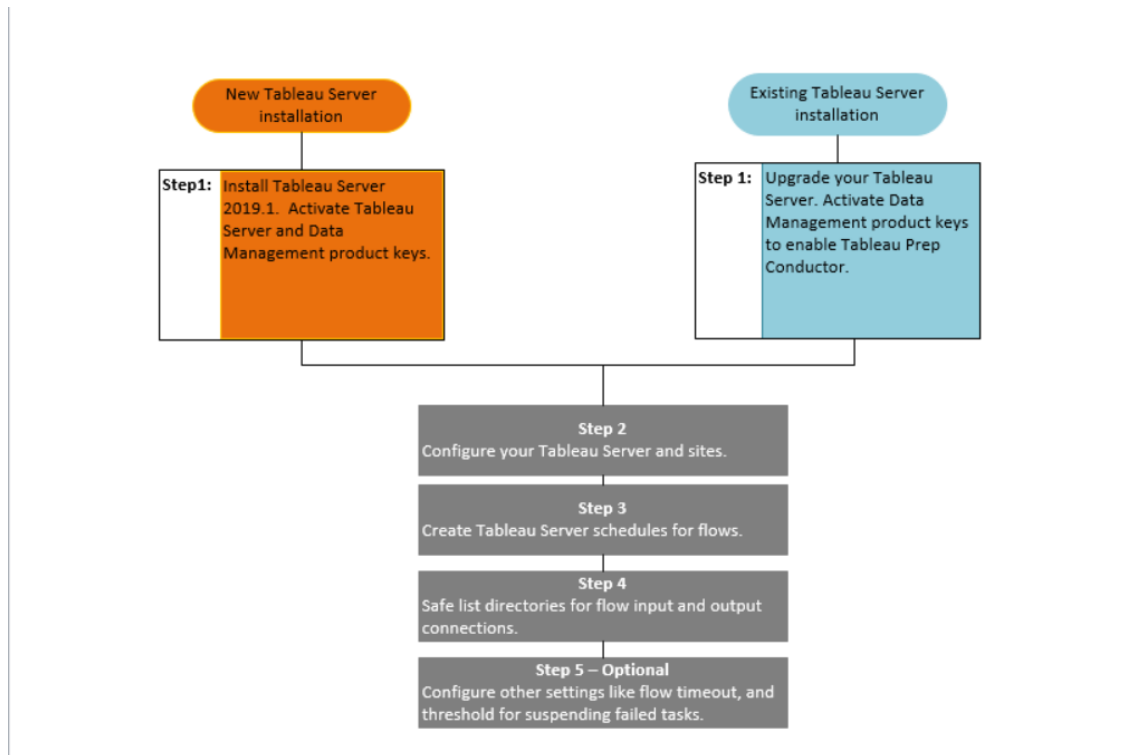 New Tableau Server
installation
Existing Tableau Server
installation
Step1:
Install Tableau Server
2019.1.  Activate Tableau
Server and Data
Management product keys.
Step 1:
Upgrade your Tableau
Server. Activate Data
Management product keys
to enable Tableau Prep
Conductor.
Step 2
Configure your Tableau Server and sites.
Step 3
Create Tableau Server schedules for flows.
Step 4
Safe list directories for flow input and output
connections.
Step 5 – Optional
Configure other settings like flow timeout, and
threshold for suspending failed tasks.